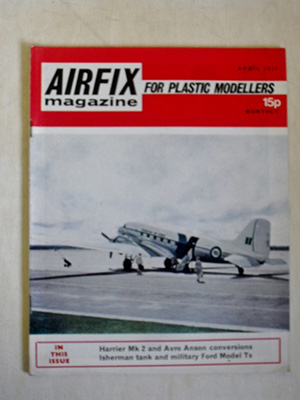 AIRFIX
magazine
FOR PLASTIC MODELLERS
15p
MONTHLY
IN
THIS
ISSUE
Harrier Mk 2 and Avro Anson conversions
Isherman tank and military Ford Model Ts